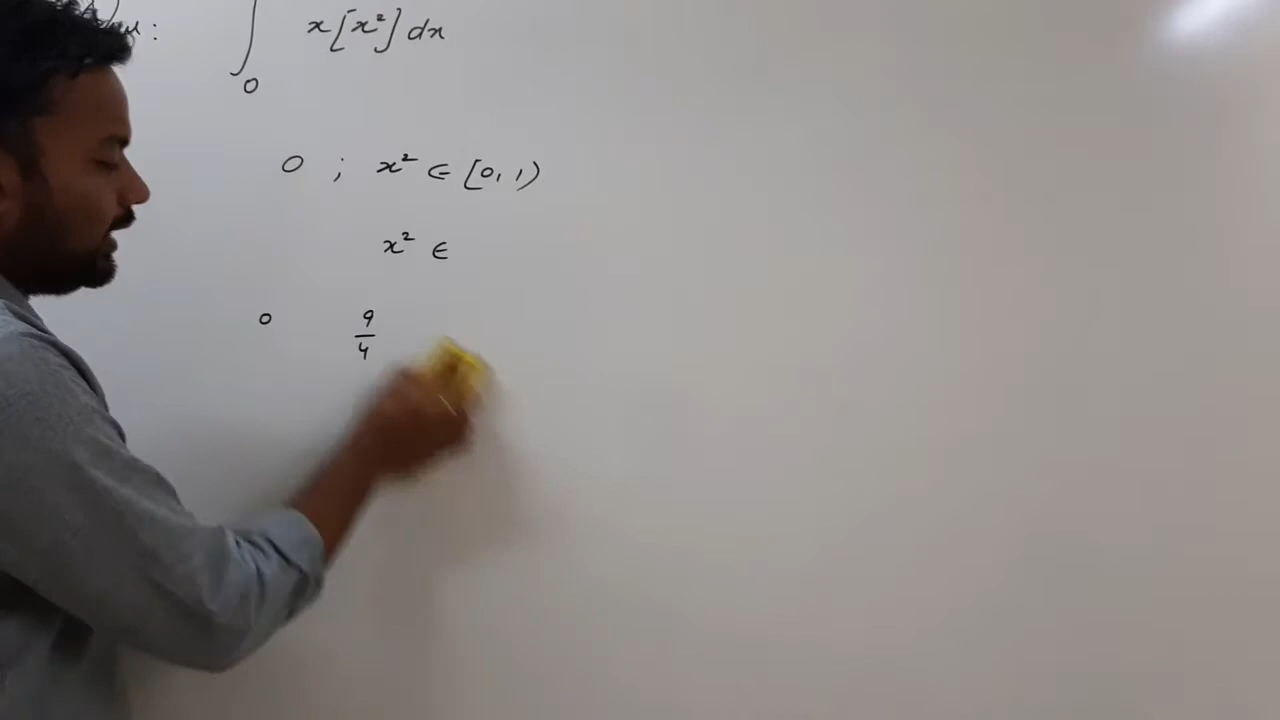 ∫ x[x²] dx
0
0 ; x² ∈ [0, 1)
x² ∈
0 9/4